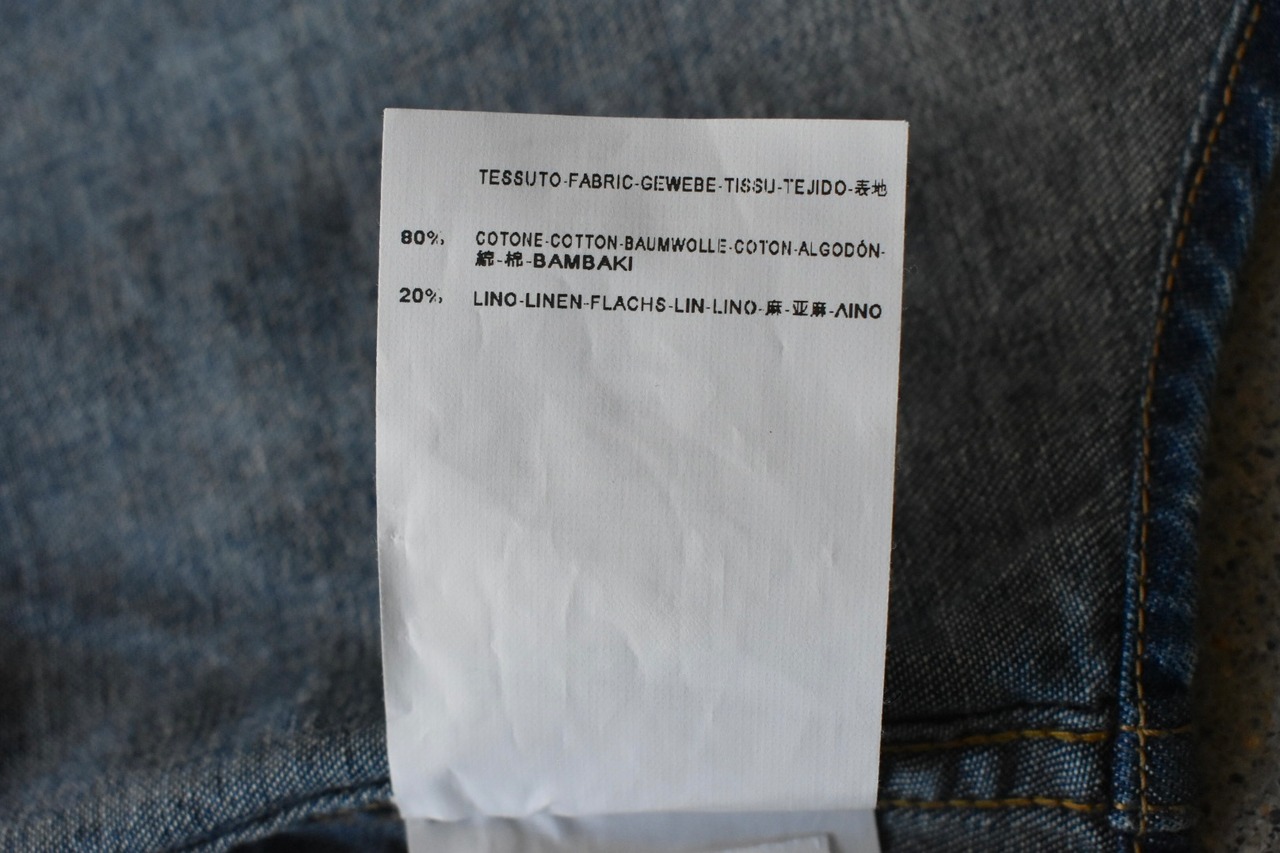 TESSUTO-FABRIC-GEWEBE-TISSU-TEJIDO-表地
80% COTONE-COTTON-BAUMWOLLE-COTON-ALGODÓN-
綿-棉-BAMBAKI
20% LINO-LINEN-FLACHS-LIN-LINO-麻-亚麻-ΛINO